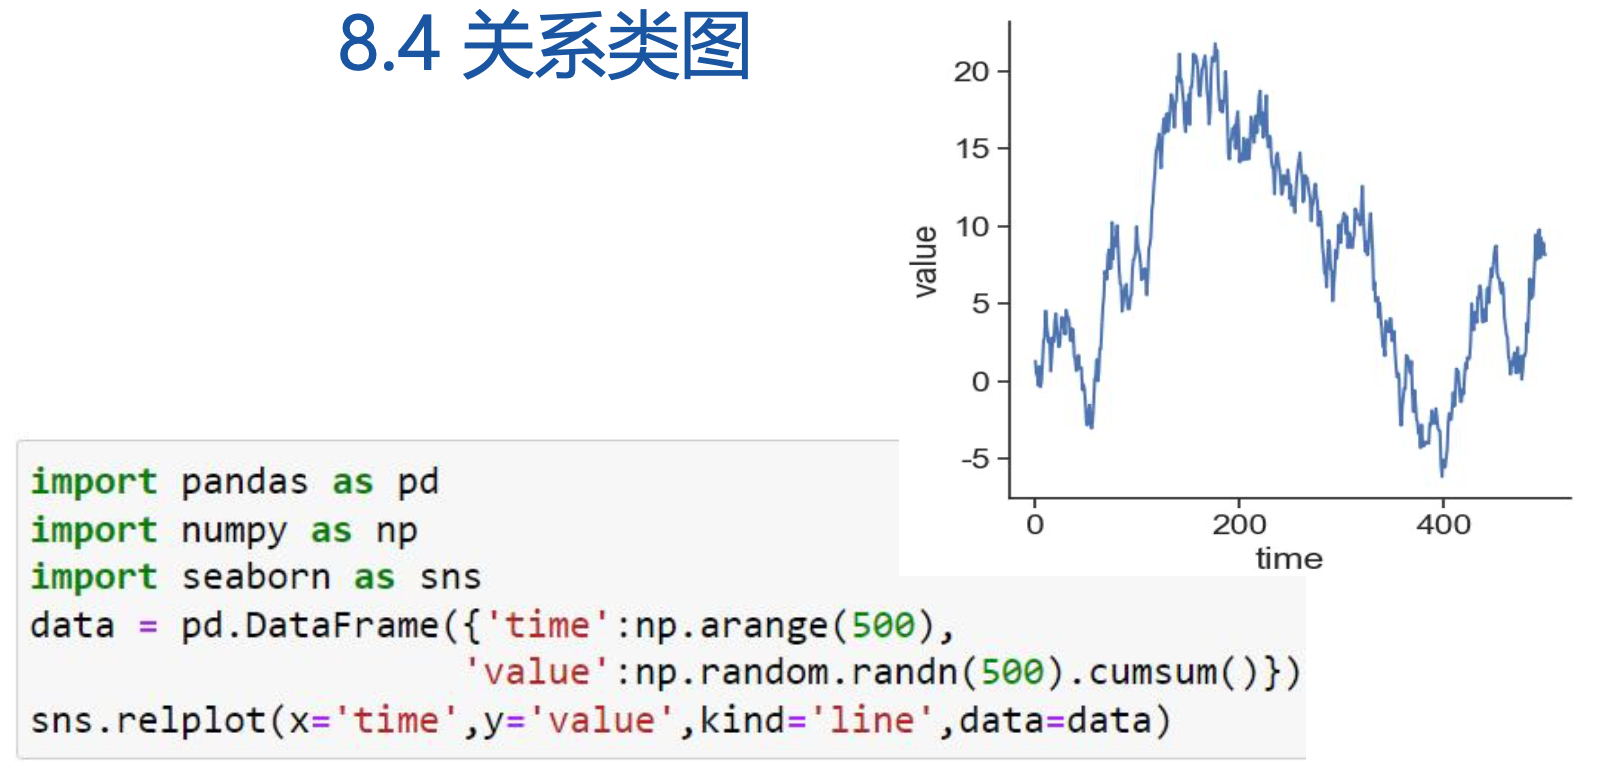 8.4 关系类图
20
15
10
5
0
-5
value
0 200 400
time
import pandas as pd
import numpy as np
import seaborn as sns
data = pd.DataFrame({'time':np.arange(500),
'value':np.random.randn(500).cumsum()})
sns.relplot(x='time',y='value',kind='line',data=data)